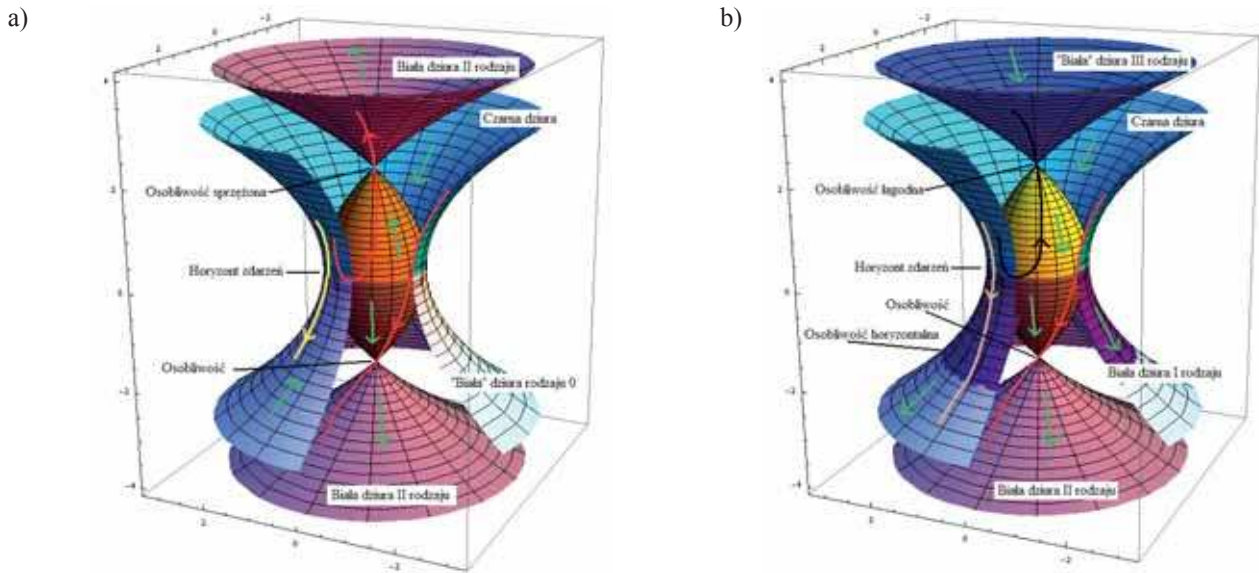 a)
Biała dziura II rodzaju
Czarna dziura
Osobliwość sprzężona
Horyzont zdarzeń
Osobliwość
"Biała" dziura rodzaju 0
Biała dziura II rodzaju
b)
"Biała" dziura III rodzaju
Czarna dziura
Osobliwość łagodna
Horyzont zdarzeń
Osobliwość
Osobliwość horyzontalna
Biała dziura I rodzaju
Biała dziura II rodzaju